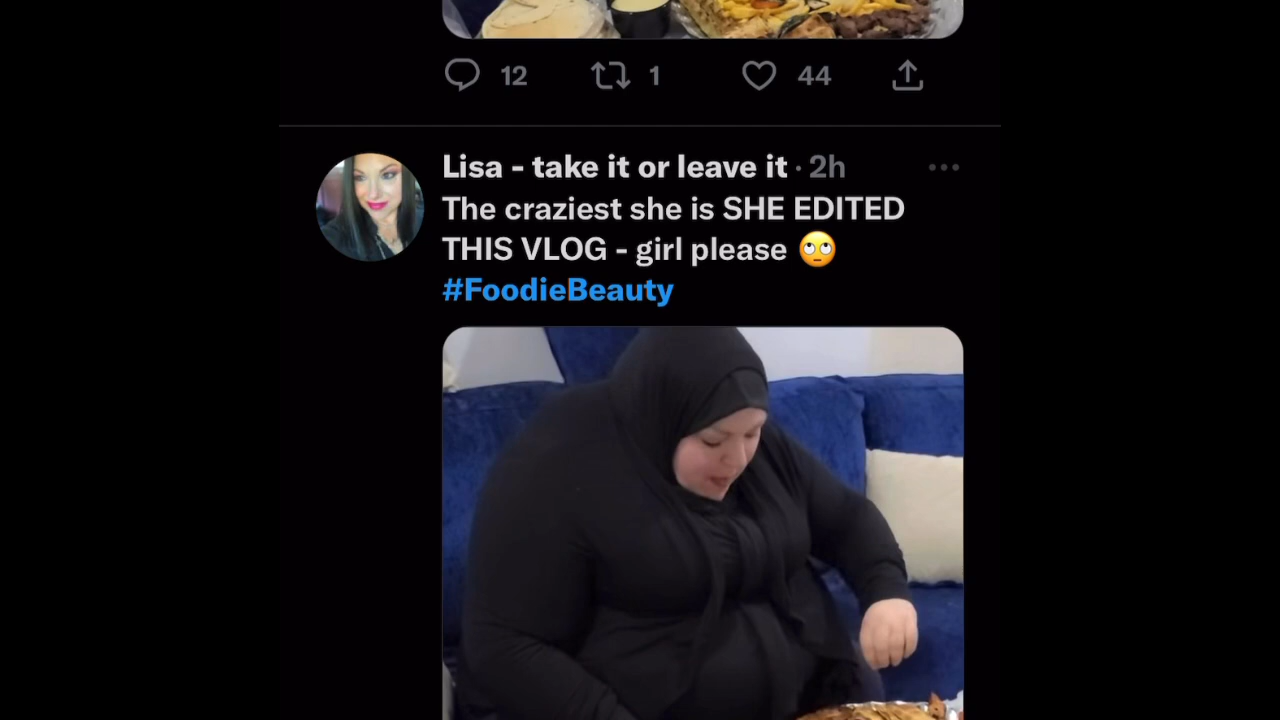 12 1 44
Lisa - take it or leave it · 2h
The craziest she is SHE EDITED
THIS VLOG - girl please 🙄
#FoodieBeauty